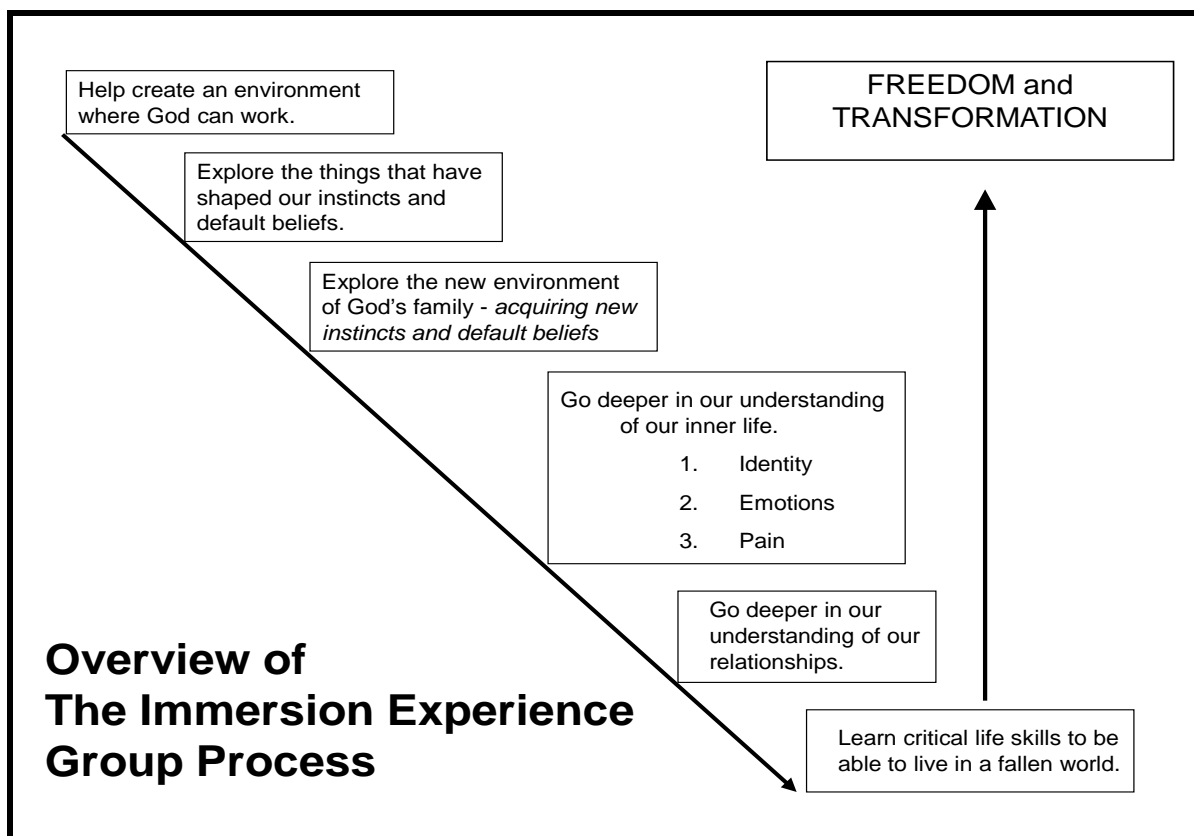 Help create an environment
where God can work.
FREEDOM and
TRANSFORMATION
Explore the things that have
shaped our instincts and
default beliefs.
Explore the new environment
of God’s family - acquiring new
instincts and default beliefs
Go deeper in our understanding
of our inner life.
1. Identity
2. Emotions
3. Pain
Go deeper in our
understanding of our
relationships.
Learn critical life skills to be
able to live in a fallen world.
Overview of
The Immersion Experience
Group Process